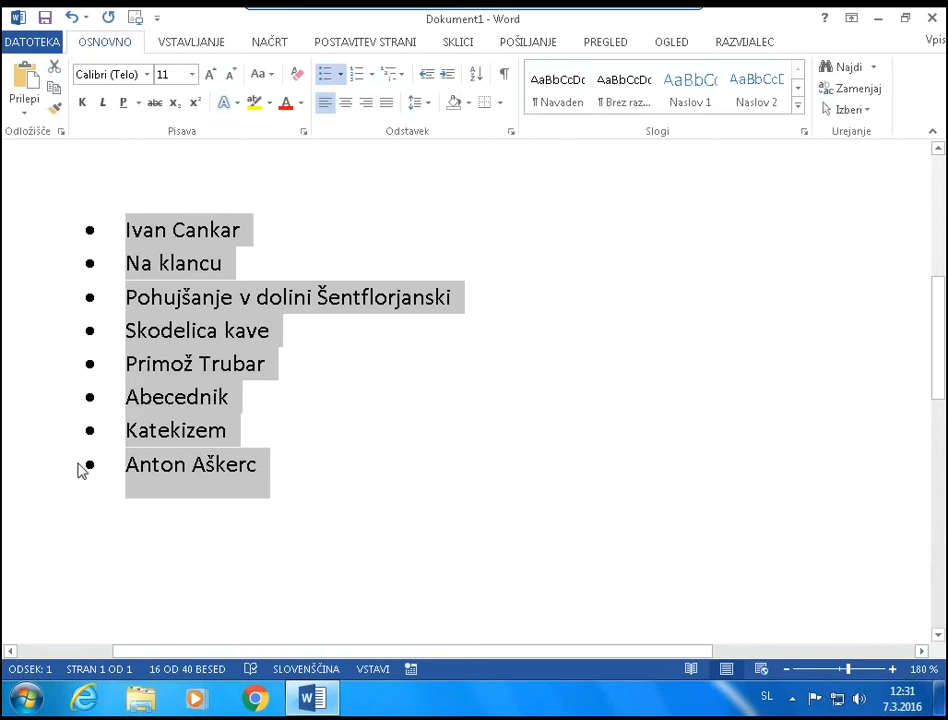 Dokument1 - Word
DATOTEKA OSNOVNO VSTAVLJANJE NAČRT POSTAVITEV STRANI SKLICI POŠILJANJE PREGLED OGLED RAZVIJALEC Vpis
Prilepi
Calibri (Telo) 11
Aa
AaBbCcDc AaBbCcDc AaBbC( AaBbCcD
¶ Navaden ¶ Brez raz... Naslov 1 Naslov 2
Najdi
Zamenjaj
Izberi
Odložišče Pisava Odstavek Slogi Urejanje
• Ivan Cankar
• Na klancu
• Pohujšanje v dolini Šentflorjanski
• Skodelica kave
• Primož Trubar
• Abecednik
• Katekizem
• Anton Aškerc
ODSEK: 1 STRAN 1 OD 1 16 OD 40 BESED SLOVENŠČINA VSTAVI 180 %
SL 12:31
7.3.2016